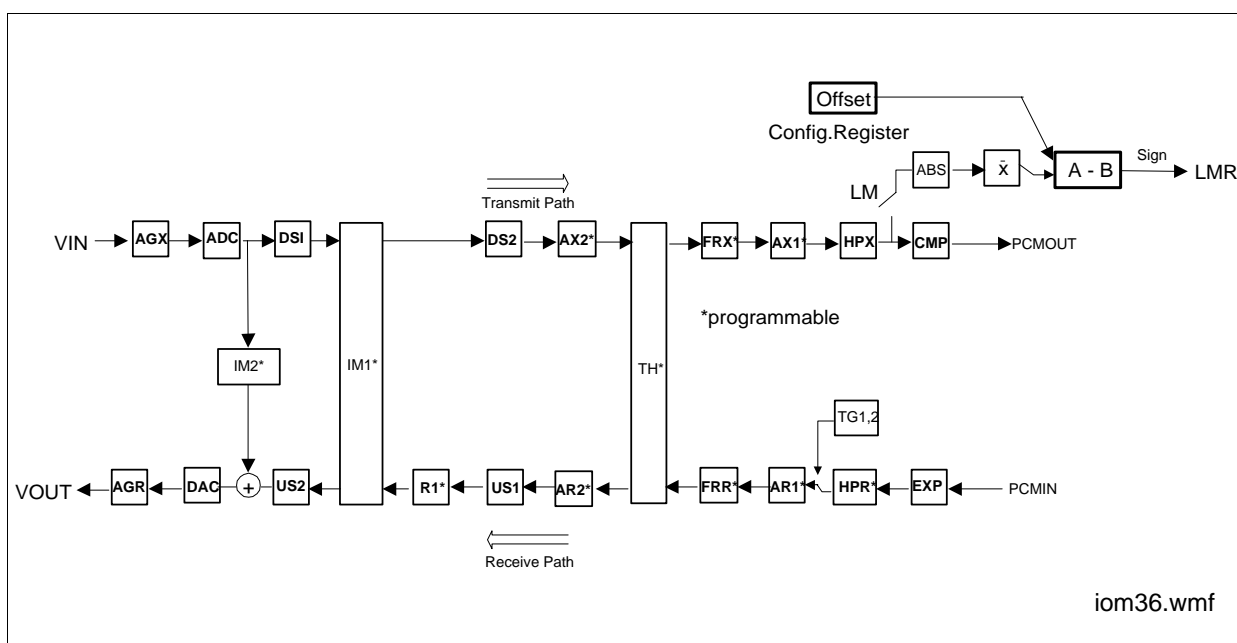 Offset
Config.Register
ABS
x̄
A - B
Sign
LMR
LM
Transmit Path
VIN
AGX
ADC
DSI
DS2
AX2*
FRX*
AX1*
HPX
CMP
PCMOUT
*programmable
IM2*
IM1*
TH*
TG1,2
VOUT
AGR
DAC
+
US2
R1*
US1
AR2*
FRR*
AR1*
HPR*
EXP
PCMIN
Receive Path
iom36.wmf